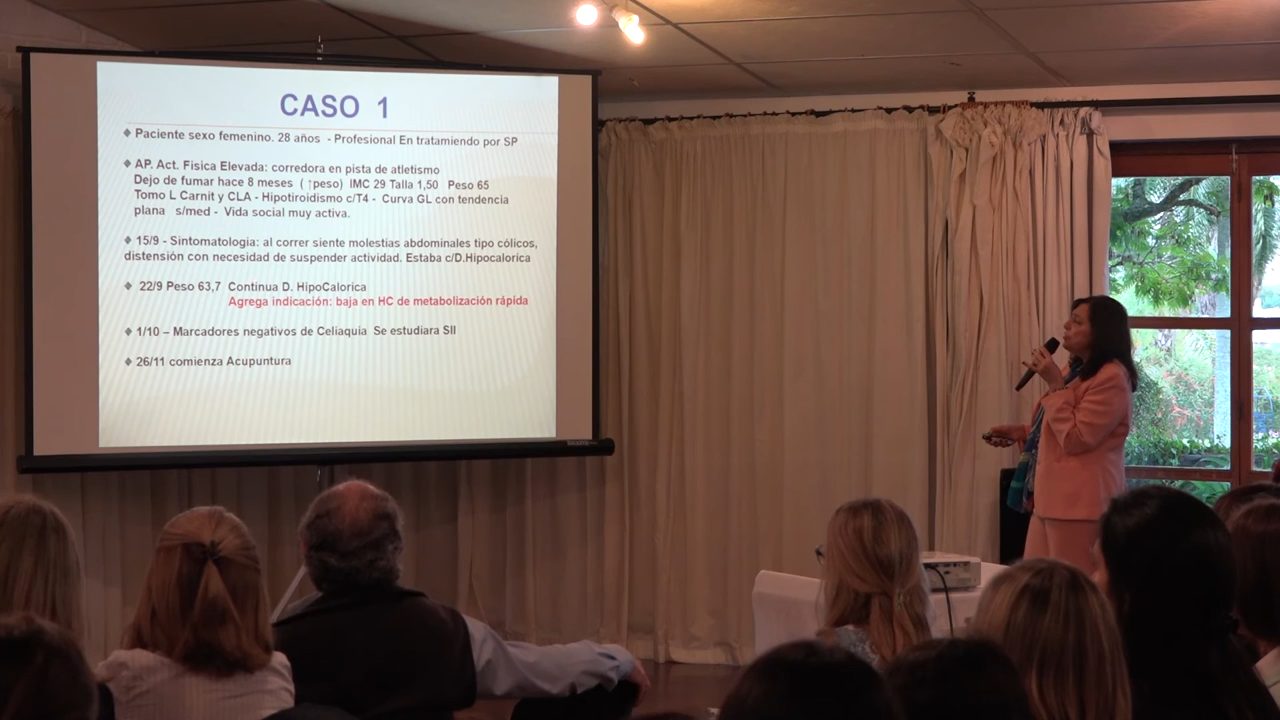 CASO 1
❖ Paciente sexo femenino. 28 años - Profesional En tratamiendo por SP
❖ AP. Act. Fisica Elevada: corredora en pista de atletismo
Dejo de fumar hace 8 meses ( ↑peso) IMC 29 Talla 1,50 Peso 65
Tomo L Carnit y CLA - Hipotiroidismo c/T4 - Curva GL con tendencia
plana s/med - Vida social muy activa.
❖ 15/9 - Sintomatologia: al correr siente molestias abdominales tipo cólicos,
distensión con necesidad de suspender actividad. Estaba c/D.Hipocalorica
❖ 22/9 Peso 63,7 Continua D. HipoCalorica
Agrega indicación: baja en HC de metabolización rápida
❖ 1/10 – Marcadores negativos de Celiaquia Se estudiara SII
❖ 26/11 comienza Acupuntura